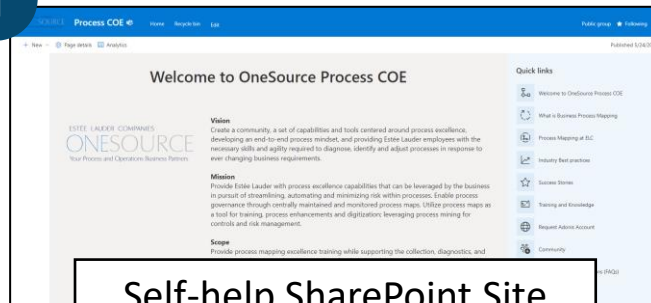 Process COE
Home Recycle bin Edit
Public group ★ Following
+ New Page details Analytics
Published 5/24/20
Welcome to OneSource Process COE
ESTĒE LAUDER COMPANIES
ONESOURCE
Your Process and Operations Business Partners
Vision
Create a community, a set of capabilities and tools centered around process excellence,
developing an end-to-end process mindset, and providing Estée Lauder employees with the
necessary skills and agility required to diagnose, identify and adjust processes in response to
ever changing business requirements.
Mission
Provide Estée Lauder with process excellence capabilities that can be leveraged by the business
in pursuit of streamlining, automating and minimizing risk within processes. Enable process
governance through centrally maintained and monitored process maps. Utilize process maps as
a tool for training, process enhancements and digitization; leveraging process mining for
controls and risk management.
Scope
Provide process mapping excellence training while supporting the collection, diagnostics, and
Quick links
Welcome to OneSource Process COE
What is Business Process Mapping
Process Mapping at ELC
Industry Best practices
Success Stories
Training and Knowledge
Request Admin Account
Community
(FAQs)
Self-help SharePoint Site